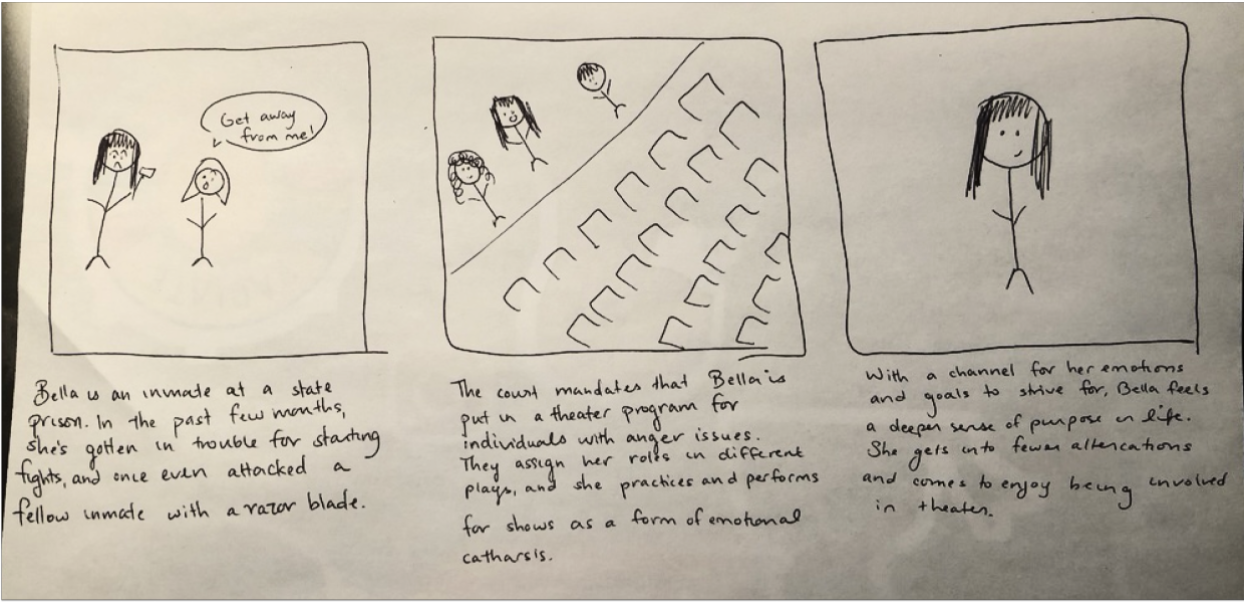 Get away
from me!
Bella is an inmate at a state
prison. In the past few months,
she's gotten in trouble for starting
fights, and once even attacked a
fellow inmate with a razor blade.
The court mandates that Bella is
put in a theater program for
individuals with anger issues.
They assign her roles in different
plays, and she practices and performs
for shows as a form of emotional
catharsis.
With a channel for her emotions
and goals to strive for, Bella feels
a deeper sense of purpose in life.
She gets into fewer altercations
and comes to enjoy being involved
in theater.